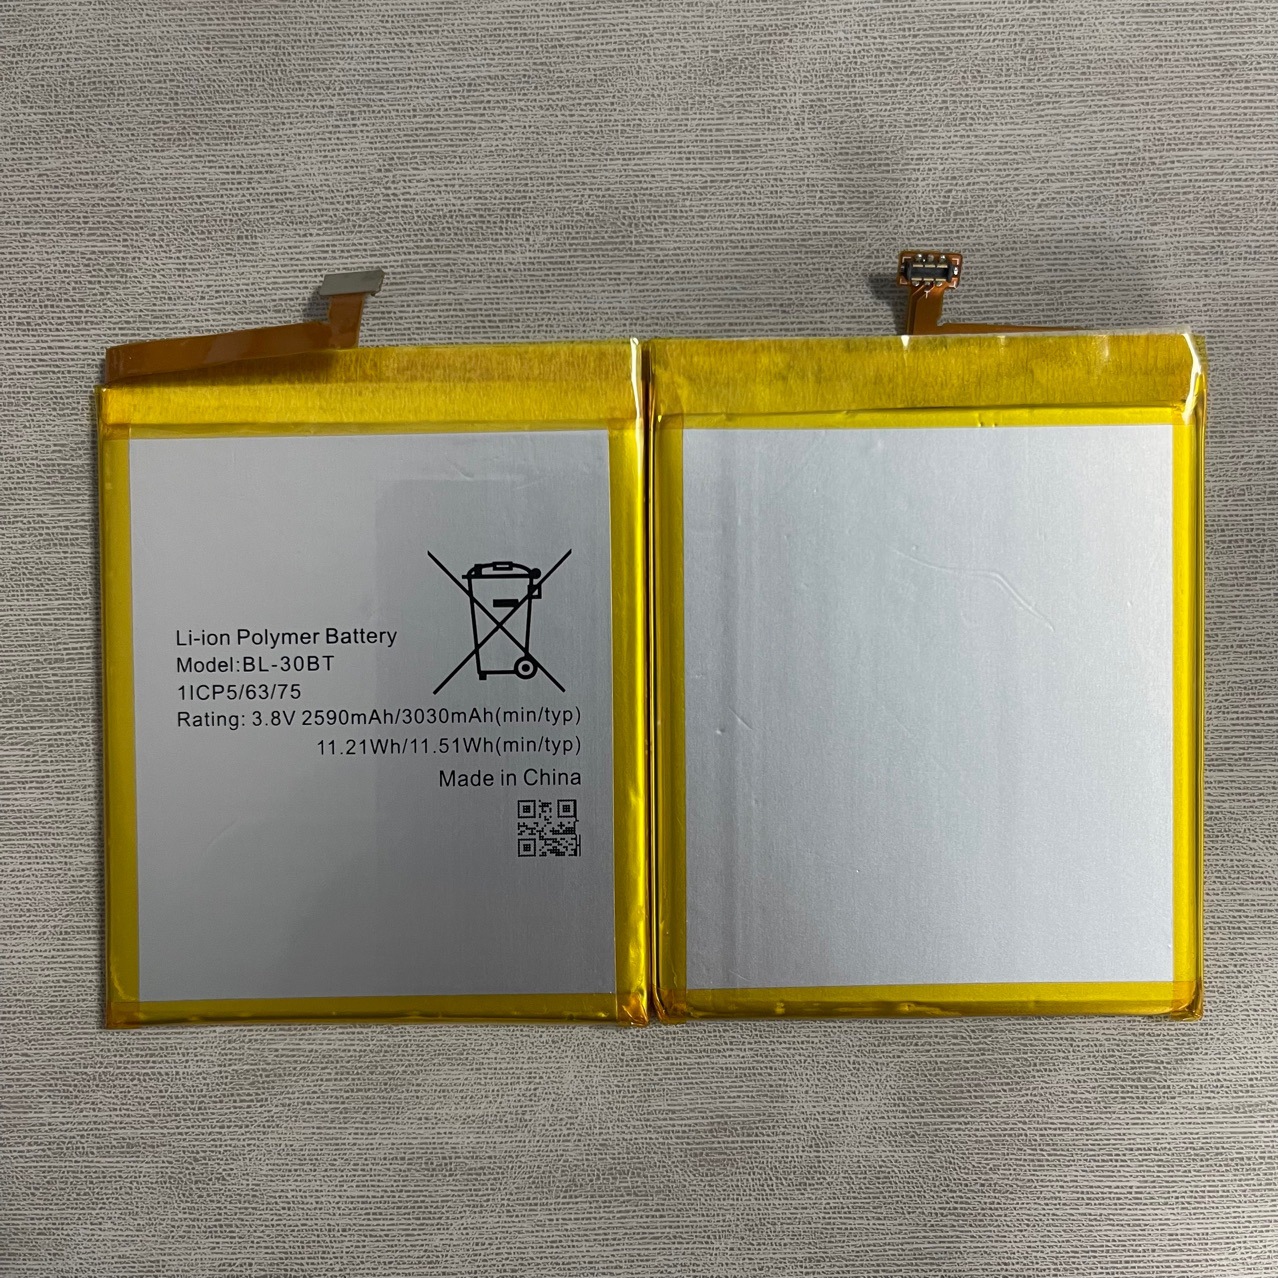 Li-ion Polymer Battery
Model:BL-30BT
1ICP5/63/75
Rating: 3.8V 2590mAh/3030mAh(min/typ)
11.21Wh/11.51Wh(min/typ)
Made in China